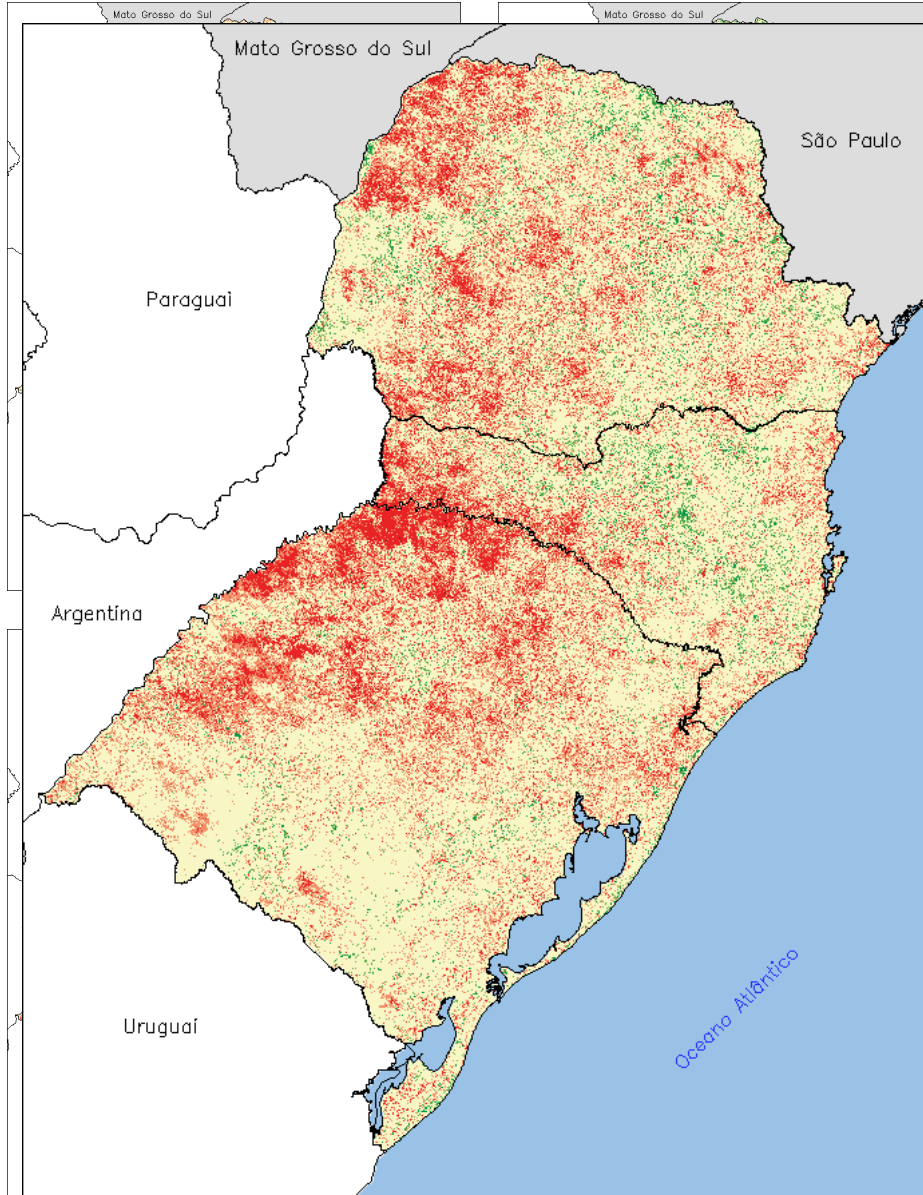 Mato Grosso do Sul
Mato Grosso do Sul
Mato Grosso do Sul
São Paulo
Paraguai
Argentina
Uruguai
Oceano Atlântico